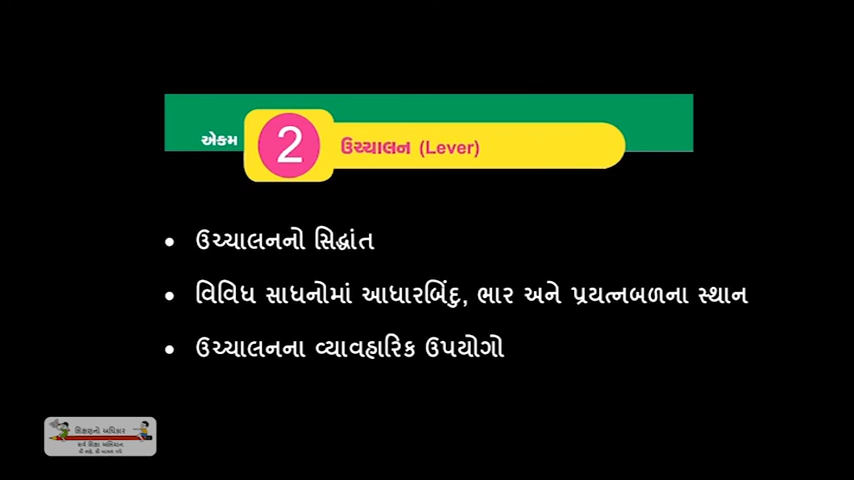 એકમ 2 ઉચ્ચાલન (Lever)
• ઉચ્ચાલનનો સિદ્ધાંત
• વિવિધ સાધનોમાં આધારબિંદુ, ભાર અને પ્રયત્નબળના સ્થાન
• ઉચ્ચાલનના વ્યાવહારિક ઉપયોગો
શિક્ષણનો અધિકાર
સર્વ શિક્ષા અભિયાન